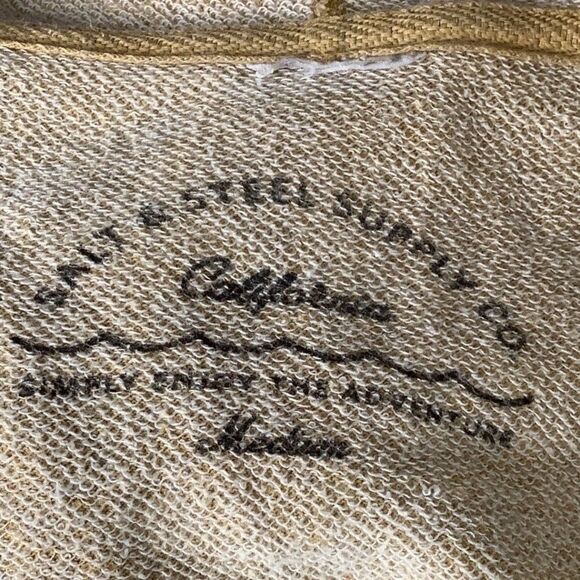 SALT & STEEL SUPPLY CO
California
SIMPLY ENJOY THE ADVENTURE
Medium